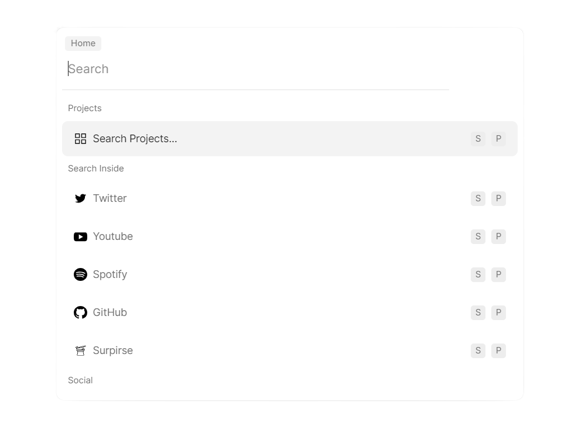 Home
Search
Projects
Search Projects... S P
Search Inside
Twitter S P
Youtube S P
Spotify S P
GitHub S P
Surpirse S P
Social